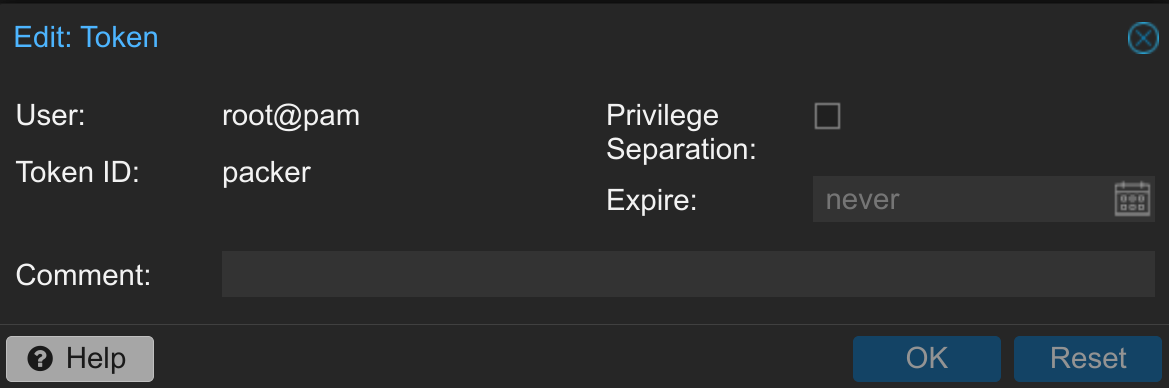 Edit: Token
User: root@pam
Token ID: packer
Privilege
Separation:
Expire: never
Comment:
Help
OK
Reset